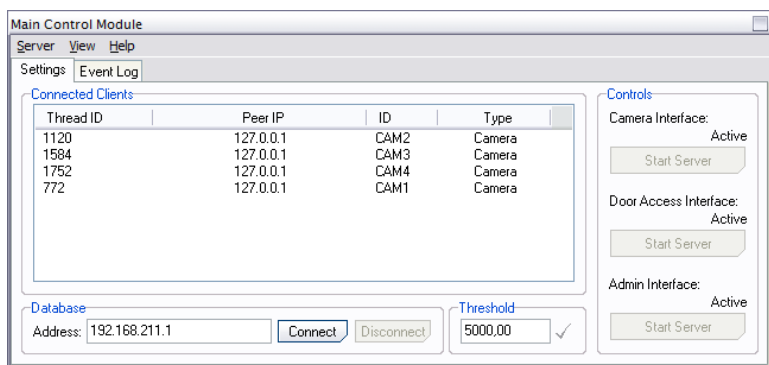 Main Control Module
Server View Help
Settings Event Log
Connected Clients
Thread ID Peer IP ID Type
1120 127.0.0.1 CAM2 Camera
1584 127.0.0.1 CAM3 Camera
1752 127.0.0.1 CAM4 Camera
772 127.0.0.1 CAM1 Camera
Controls
Camera Interface:
Active
Start Server
Door Access Interface:
Active
Start Server
Admin Interface:
Active
Start Server
Database
Address: 192.168.211.1 Connect Disconnect
Threshold
5000,00